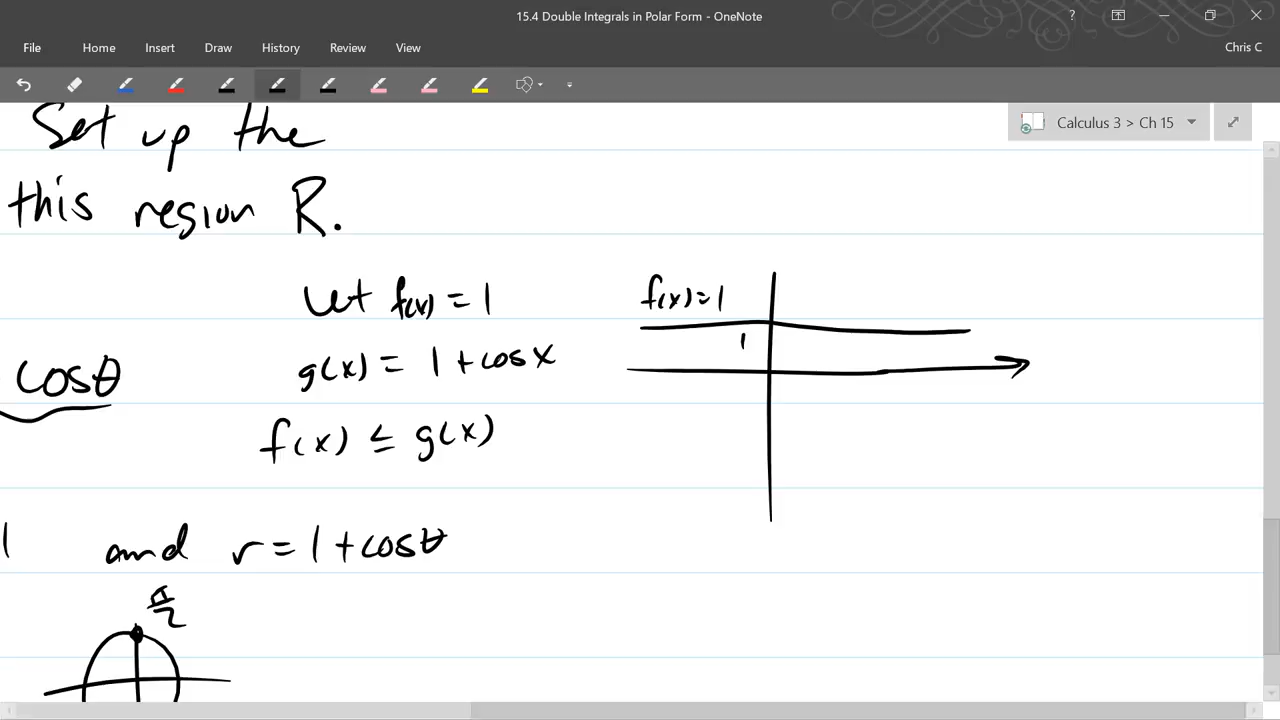 15.4 Double Integrals in Polar Form - OneNote
File Home Insert Draw History Review View
Chris C
Calculus 3 > Ch 15
Set up the
this region R.
let f(x) = 1
f(x) = 1
g(x) = 1 + cos x
1
cosθ
f(x) ≤ g(x)
1 and r = 1 + cosθ
π/2